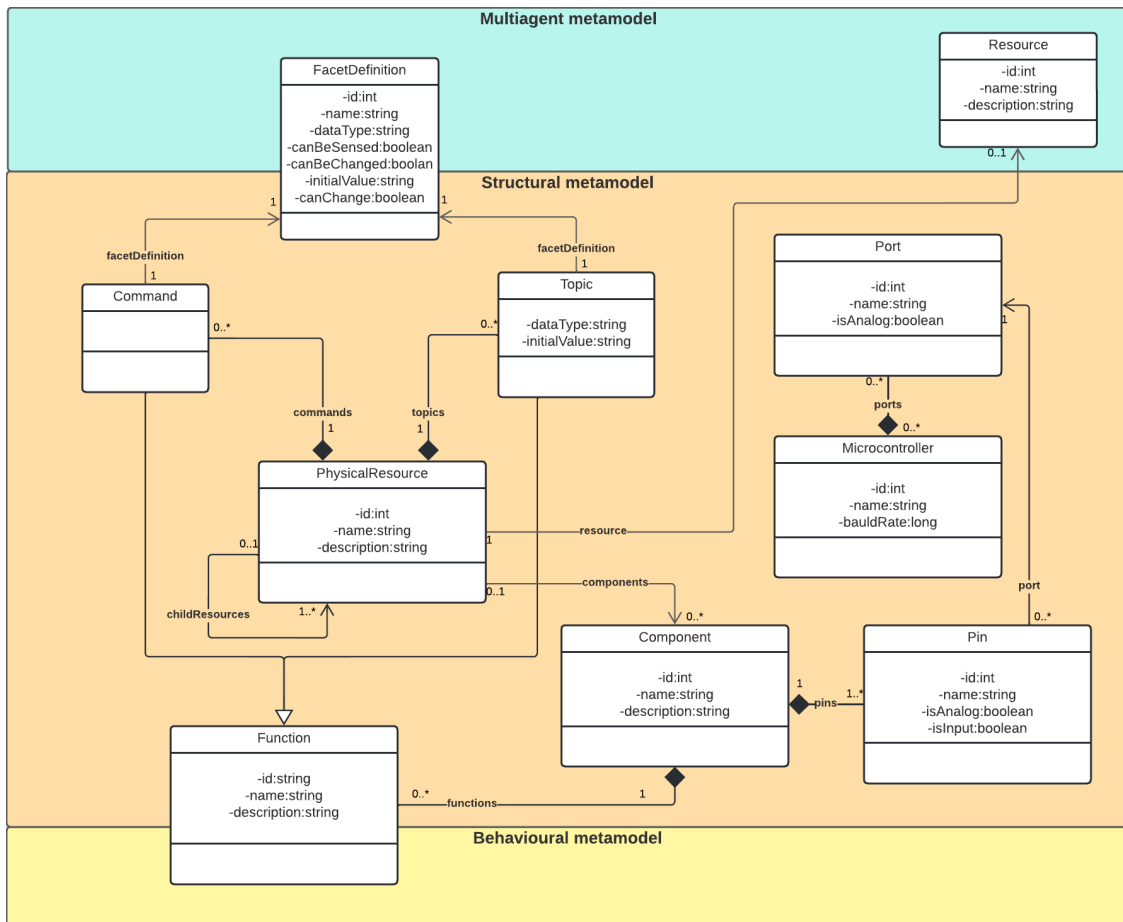 Multiagent metamodel
FacetDefinition
-id:int
-name:string
-dataType:string
-canBeSensed:boolean
-canBeChanged:boolan
-initialValue:string
-canChange:boolean
Resource
-id:int
-name:string
-description:string
0..1
Structural metamodel
1
1
facetDefinition
1
facetDefinition
1
Command
0..*
Topic
-dataType:string
-initialValue:string
0..*
Port
-id:int
-name:string
-isAnalog:boolean
1
0..*
ports
0..*
commands
1
topics
1
Microcontroller
-id:int
-name:string
-bauldRate:long
PhysicalResource
-id:int
-name:string
-description:string
resource
1
0..1
childResources
1..*
components
0..1
0..*
port
0..*
Component
-id:int
-name:string
-description:string
1
pins
1..*
Pin
-id:int
-name:string
-isAnalog:boolean
-isInput:boolean
Function
-id:string
-name:string
-description:string
0..*
functions
1
Behavioural metamodel